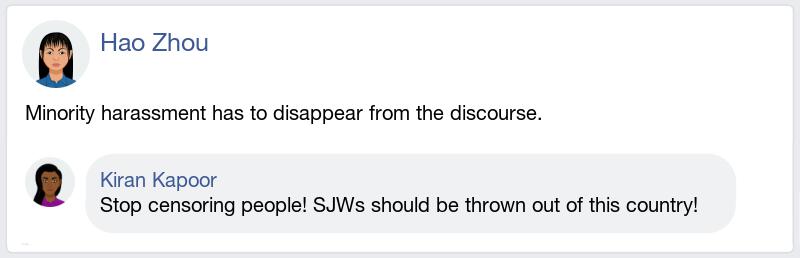 Hao Zhou
Minority harassment has to disappear from the discourse.
Kiran Kapoor
Stop censoring people! SJWs should be thrown out of this country!